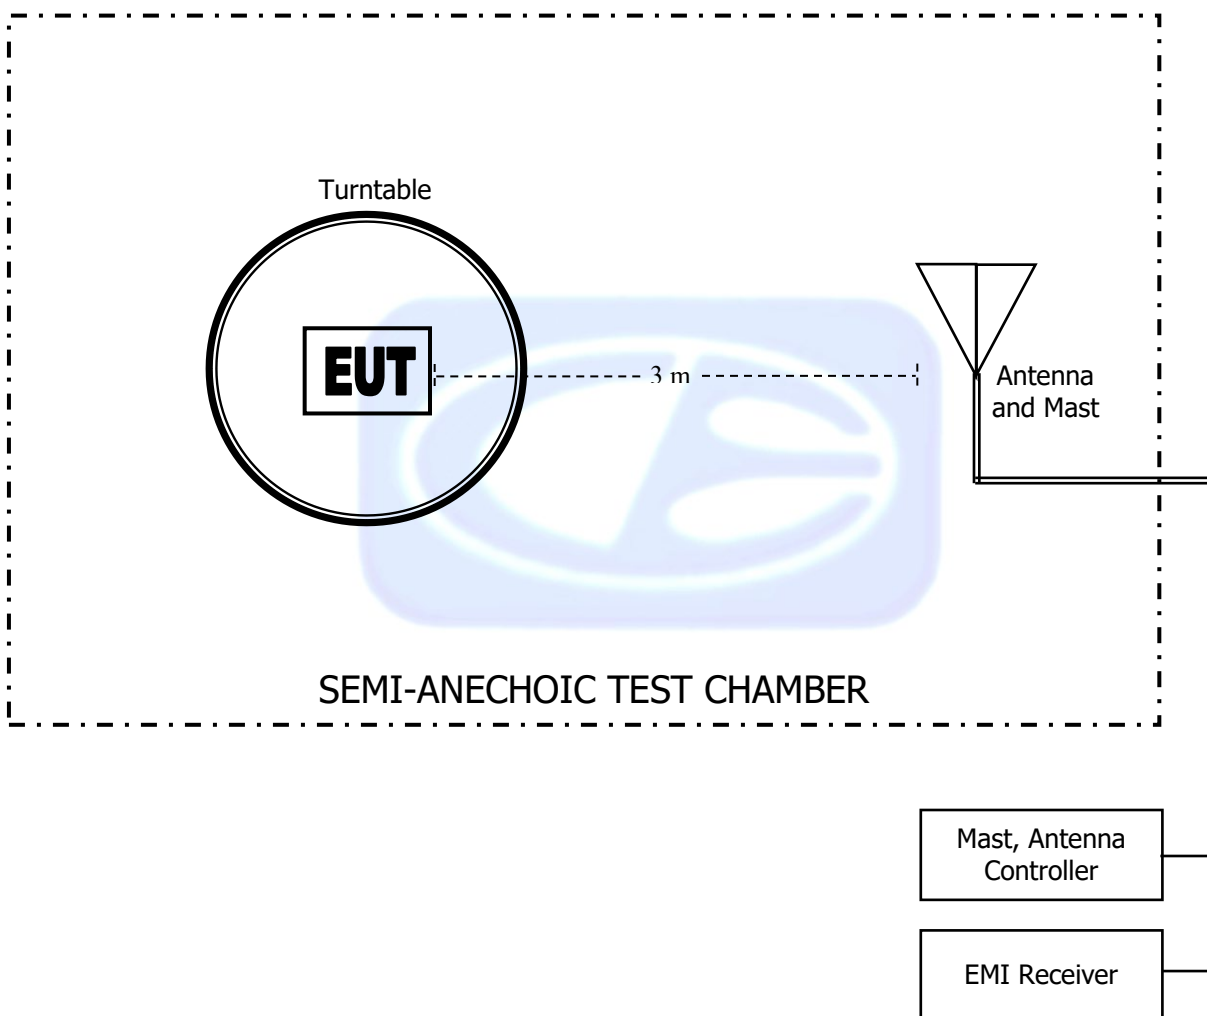 Turntable
EUT
3 m
Antenna
and Mast
SEMI-ANECHOIC TEST CHAMBER
Mast, Antenna
Controller
EMI Receiver